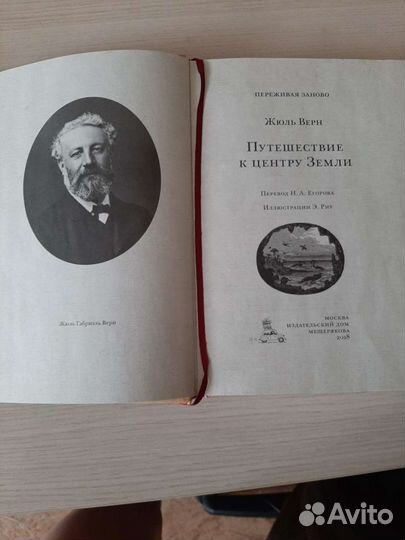 Жюль Габриель Верн
ПЕРЕЖИВАЯ ЗАНОВО
Жюль Верн
Путешествие
к центру Земли
Перевод Н. А. Егорова
Иллюстрации Э. Риу
МОСКВА
ИЗДАТЕЛЬСКИЙ ДОМ
МЕЩЕРЯКОВА
2018
Avito